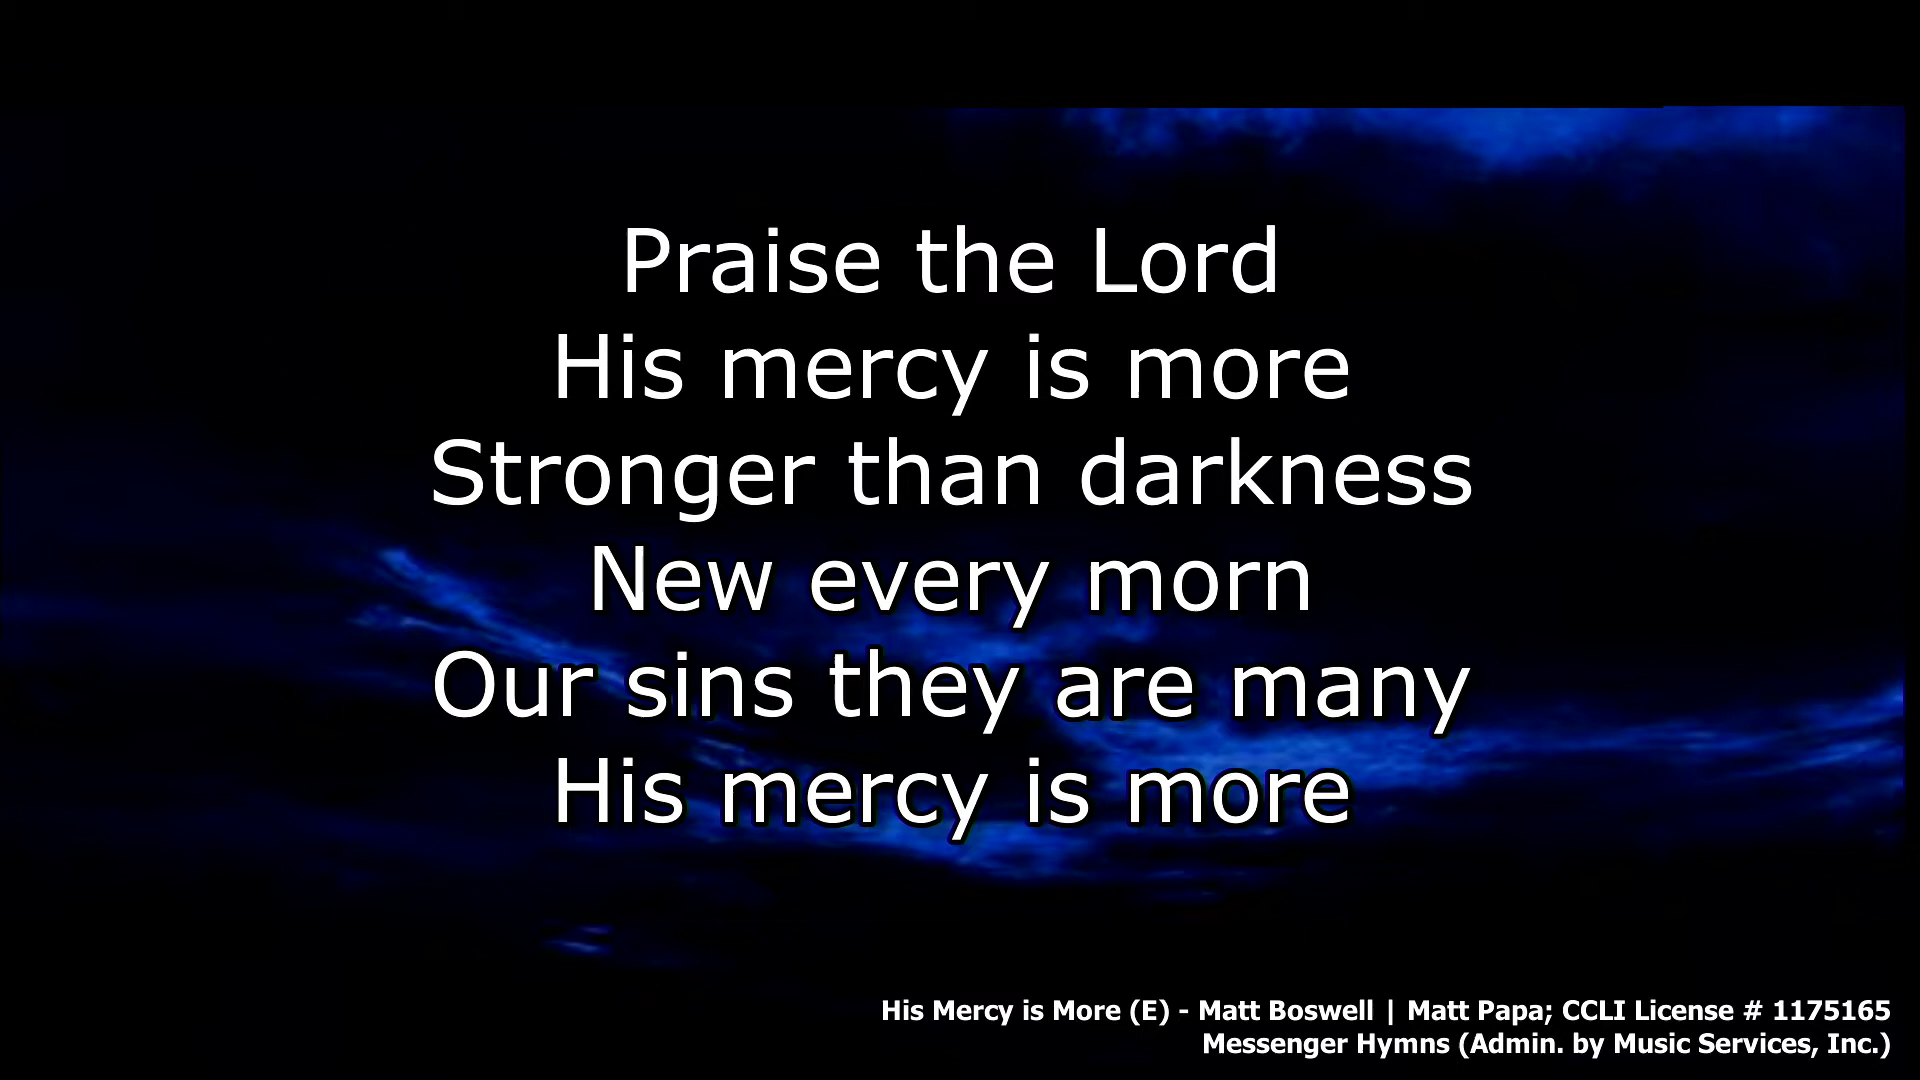 Praise the Lord
His mercy is more
Stronger than darkness
New every morn
Our sins they are many
His mercy is more
His Mercy is More (E) - Matt Boswell | Matt Papa; CCLI License # 1175165
Messenger Hymns (Admin. by Music Services, Inc.)